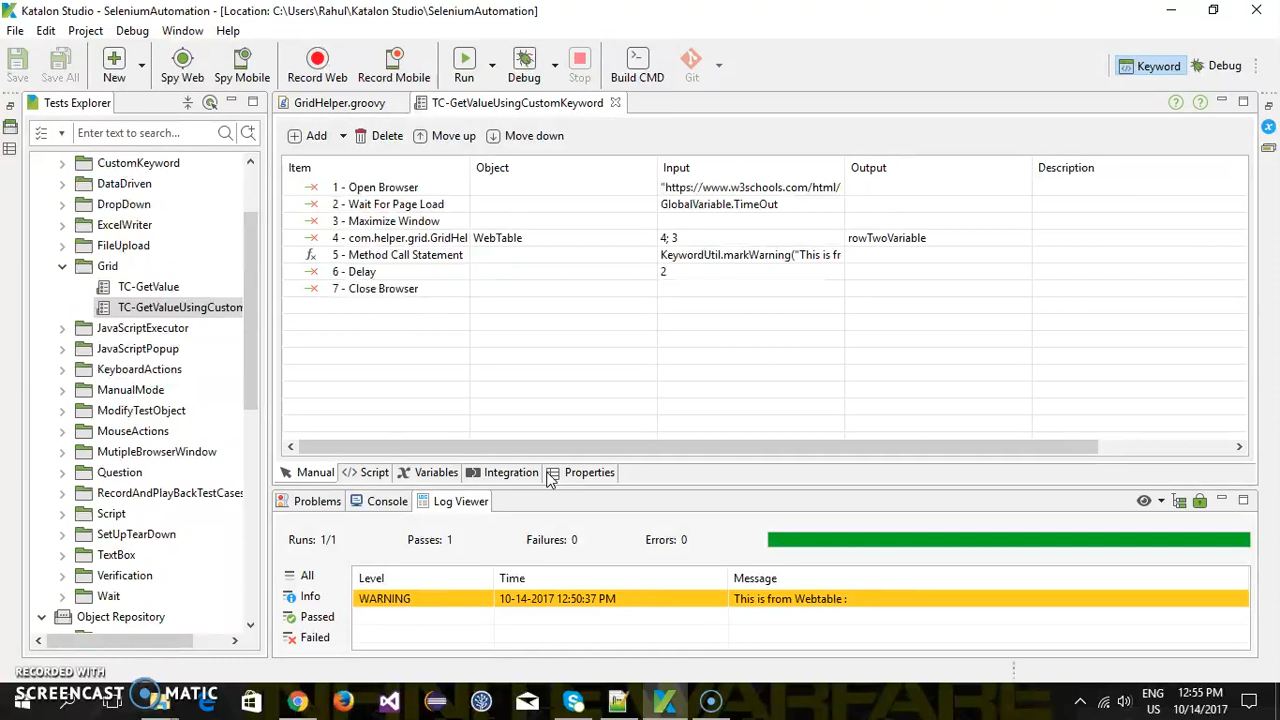 Katalon Studio - SeleniumAutomation - [Location: C:\Users\Rahul\Katalon Studio\SeleniumAutomation]
File Edit Project Debug Window Help
Save Save All New Spy Web Spy Mobile Record Web Record Mobile Run Debug Stop Build CMD Git Keyword Debug
Tests Explorer
Enter text to search...
CustomKeyword
DataDriven
DropDown
ExcelWriter
FileUpload
Grid
TC-GetValue
TC-GetValueUsingCustom
JavaScriptExecutor
JavaScriptPopup
KeyboardActions
ManualMode
ModifyTestObject
MouseActions
MutipleBrowserWindow
Question
RecordAndPlayBackTestCases
Script
SetUpTearDown
TextBox
Verification
Wait
Object Repository
GridHelper.groovy TC-GetValueUsingCustomKeyword
Add Delete Move up Move down
Item Object Input Output Description
1 - Open Browser "https://www.w3schools.com/html/
2 - Wait For Page Load GlobalVariable.TimeOut
3 - Maximize Window
4 - com.helper.grid.GridHel WebTable 4; 3 rowTwoVariable
5 - Method Call Statement KeywordUtil.markWarning("This is fr
6 - Delay 2
7 - Close Browser
Manual Script Variables Integration Properties
Problems Console Log Viewer
Runs: 1/1 Passes: 1 Failures: 0 Errors: 0
All
Info
Passed
Failed
Level Time Message
WARNING 10-14-2017 12:50:37 PM This is from Webtable :
RECORDED WITH
SCREENCAST MATIC
ENG
US
12:55 PM
10/14/2017